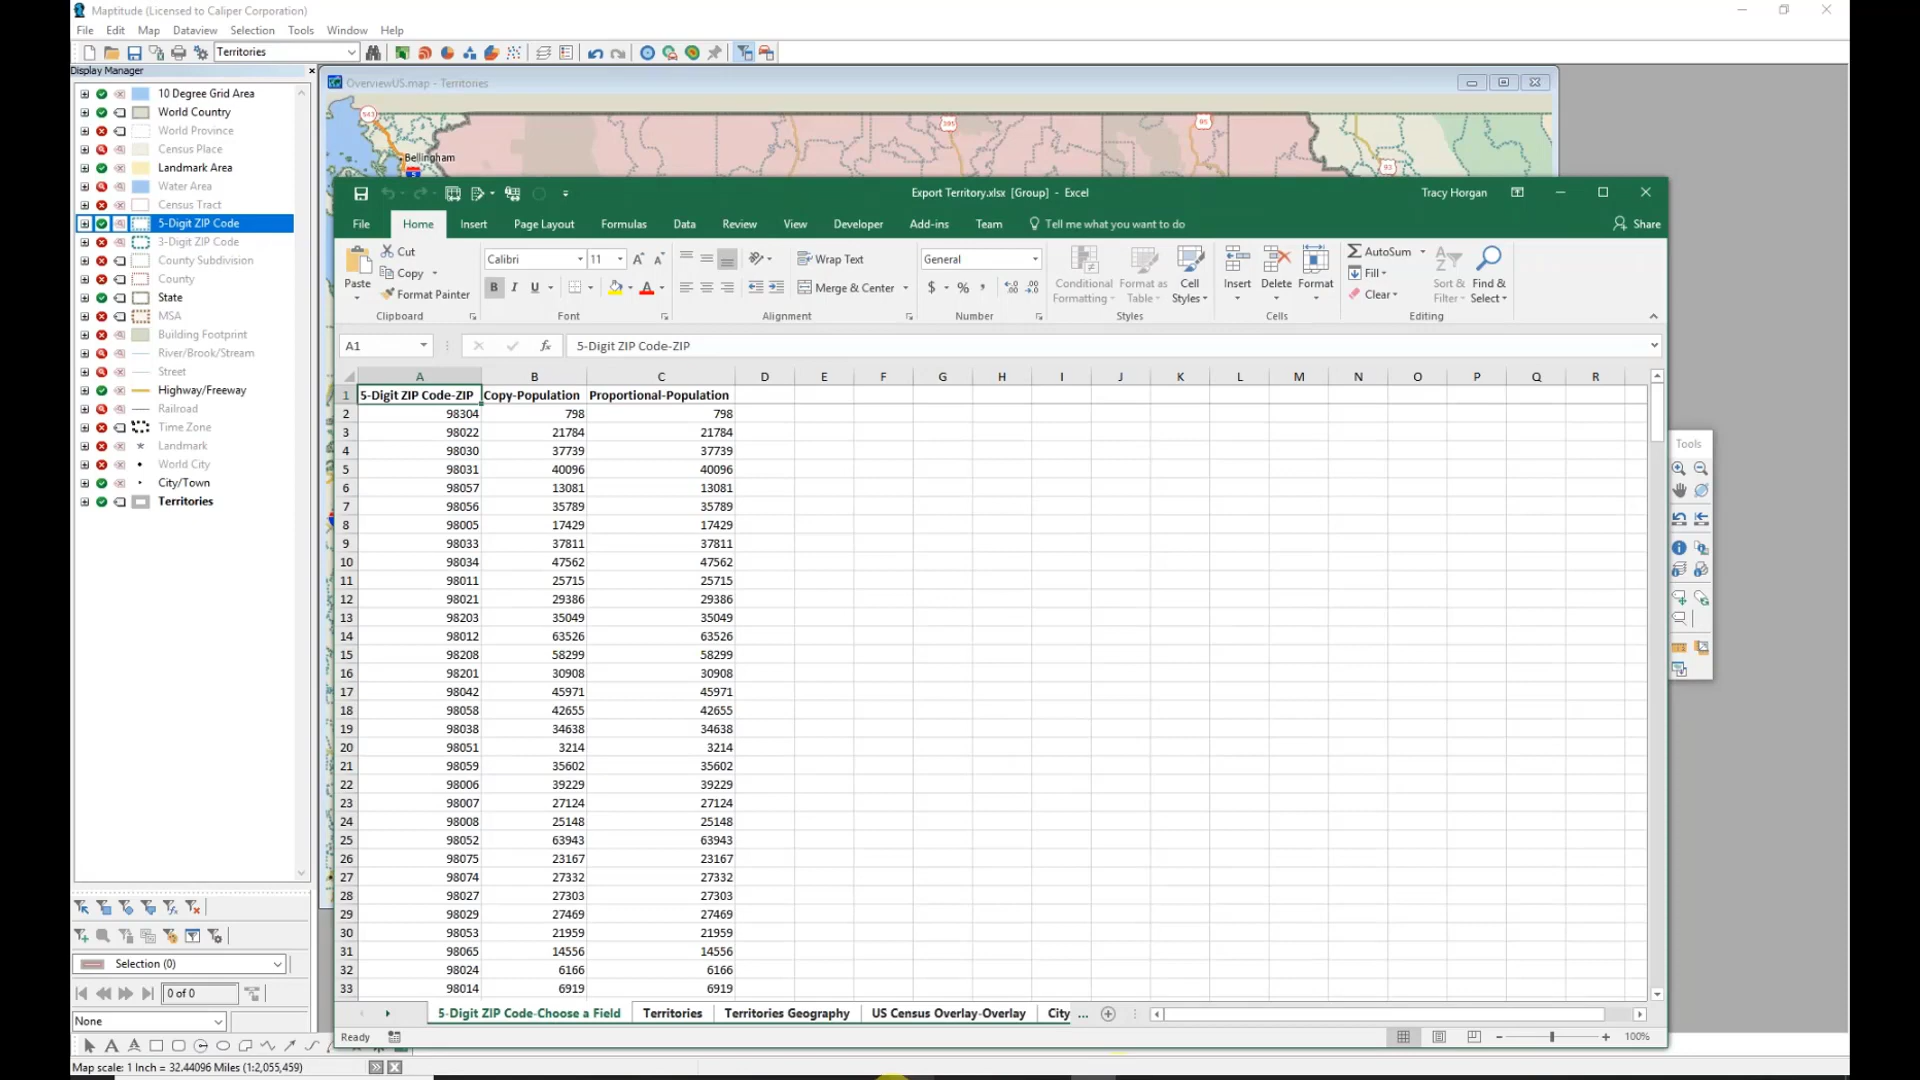 Maptitude (Licensed to Caliper Corporation)
File Edit Map Dataview Selection Tools Window Help
Territories
Display Manager
10 Degree Grid Area
World Country
World Province
Census Place
Landmark Area
Water Area
Census Tract
5-Digit ZIP Code
3-Digit ZIP Code
County Subdivision
County
State
MSA
Building Footprint
River/Brook/Stream
Street
Highway/Freeway
Railroad
Time Zone
Landmark
World City
City/Town
Territories
Selection (0)
0 of 0
None
Map scale: 1 Inch = 32.44096 Miles (1:2,055,459)
OverviewUS.map - Territories
543
395
95
93
Bellingham
5
Export Territory.xlsx [Group] - Excel
Tracy Horgan
File Home Insert Page Layout Formulas Data Review View Developer Add-ins Team Tell me what you want to do
Share
Paste
Cut
Copy
Format Painter
Clipboard
Calibri 11
B I U
Font
Wrap Text
Merge & Center
Alignment
General
$ % ,
Number
Conditional Formatting
Format as Table
Cell Styles
Styles
Insert Delete Format
Cells
AutoSum
Fill
Clear
Sort & Filter
Find & Select
Editing
A1
fx
5-Digit ZIP Code-ZIP
A B C D E F G H I J K L M N O P Q R
1 5-Digit ZIP Code-ZIP Copy-Population Proportional-Population
2 98304 798 798
3 98022 21784 21784
4 98030 37739 37739
5 98031 40096 40096
6 98057 13081 13081
7 98056 35789 35789
8 98005 17429 17429
9 98033 37811 37811
10 98034 47562 47562
11 98011 25715 25715
12 98021 29386 29386
13 98203 35049 35049
14 98012 63526 63526
15 98208 58299 58299
16 98201 30908 30908
17 98042 45971 45971
18 98058 42655 42655
19 98038 34638 34638
20 98051 3214 3214
21 98059 35602 35602
22 98006 39229 39229
23 98007 27124 27124
24 98008 25148 25148
25 98052 63943 63943
26 98075 23167 23167
27 98074 27332 27332
28 98027 27303 27303
29 98029 27469 27469
30 98053 21959 21959
31 98065 14556 14556
32 98024 6166 6166
33 98014 6919 6919
5-Digit ZIP Code-Choose a Field Territories Territories Geography US Census Overlay-Overlay City ...
Ready
100%
Tools